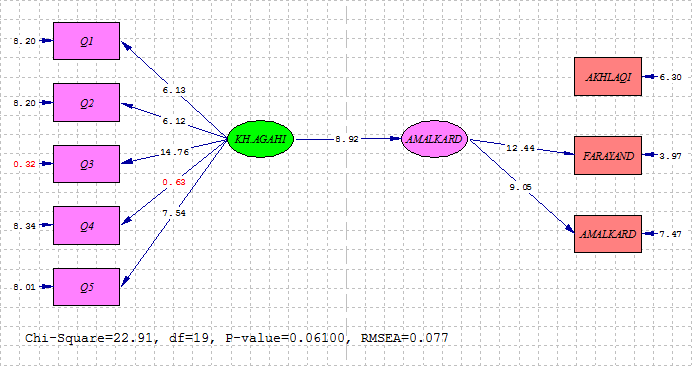 8.20
Q1
6.13
AKHLAQI
6.30
8.20
Q2
6.12
KH.AGAHI
8.92
AMALKARD
12.44
FARAYAND
3.97
0.32
Q3
14.76
0.63
9.05
8.34
Q4
7.54
AMALKARD
7.47
8.01
Q5
Chi-Square=22.91, df=19, P-value=0.06100, RMSEA=0.077